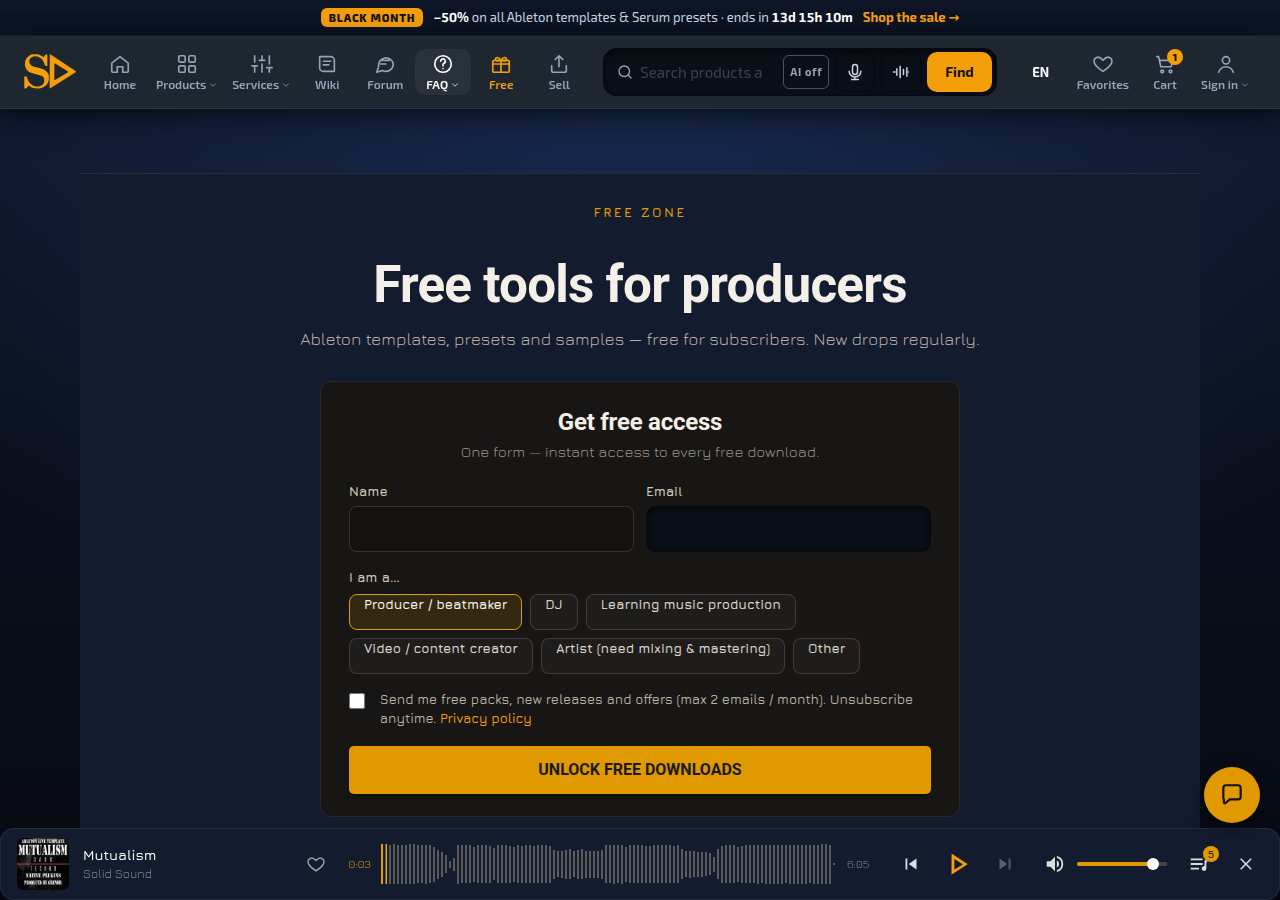 BLACK MONTH −50% on all Ableton templates & Serum presets · ends in 13d 15h 10m Shop the sale →
SD
Home
Products
Services
Wiki
Forum
FAQ
Free
Sell
Search products a
AI off
Find
EN
Favorites
1
Cart
Sign in
FREE ZONE
Free tools for producers
Ableton templates, presets and samples — free for subscribers. New drops regularly.
Get free access
One form — instant access to every free download.
Name
Email
I am a...
Producer / beatmaker
DJ
Learning music production
Video / content creator
Artist (need mixing & mastering)
Other
Send me free packs, new releases and offers (max 2 emails / month). Unsubscribe
anytime. Privacy policy
UNLOCK FREE DOWNLOADS
MUTUALISM
Mutualism
Solid Sound
0:03
6:05
5